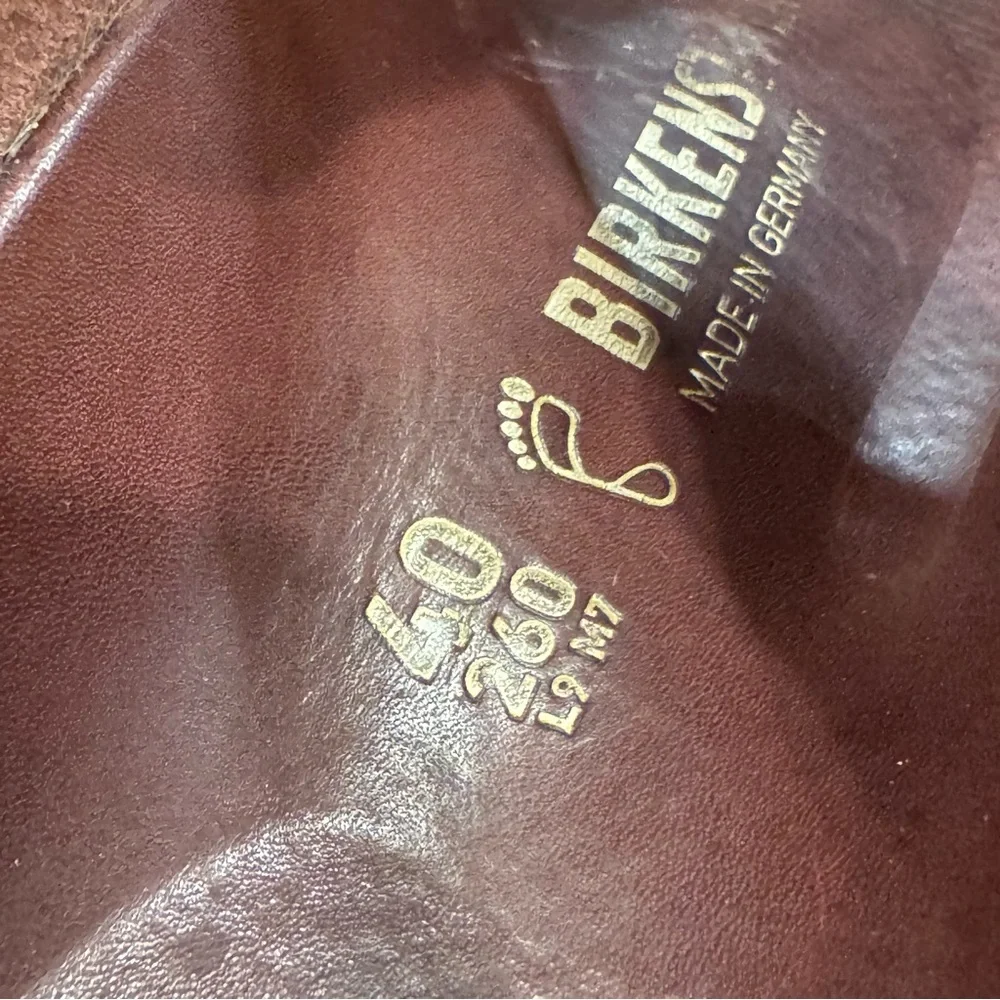 BIRKENS
MADE IN GERMANY
40
260
L9 M7